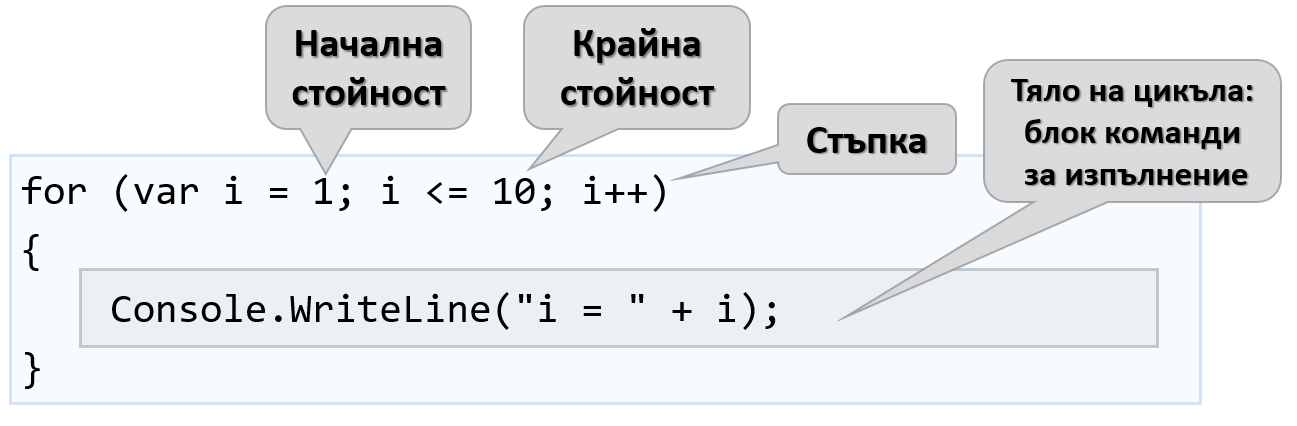 Начална
стойност
Крайна
стойност
Стъпка
Тяло на цикъла:
блок команди
за изпълнение
for (var i = 1; i <= 10; i++)
{
Console.WriteLine("i = " + i);
}